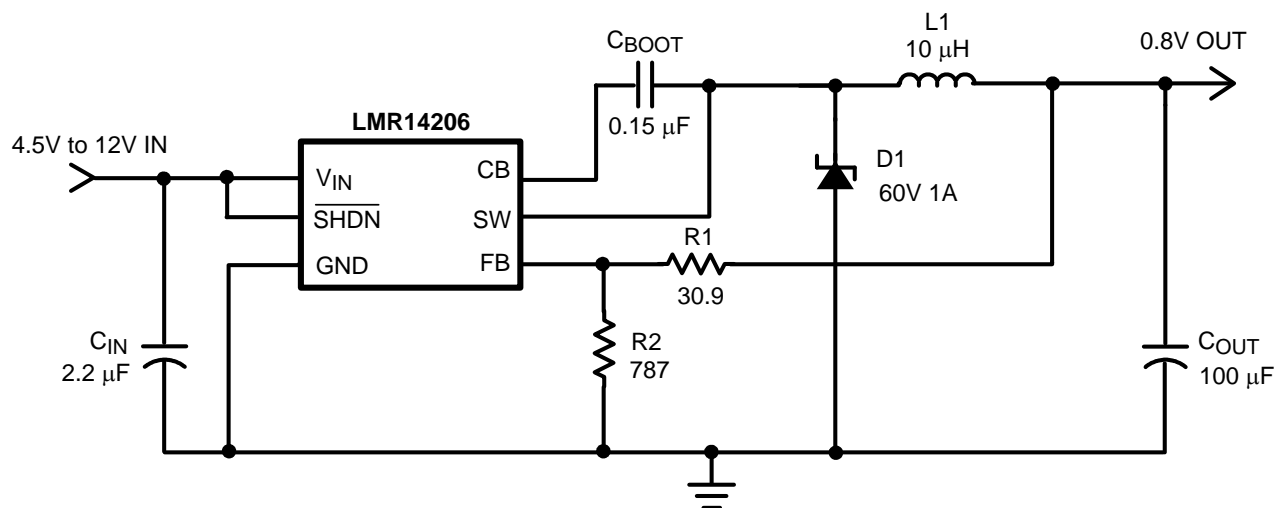 L1
10 μH
0.8V OUT
CBOOT
0.15 μF
LMR14206
4.5V to 12V IN
VIN
SHDN
GND
CB
SW
FB
D1
60V 1A
R1
30.9
R2
787
CIN
2.2 μF
COUT
100 μF